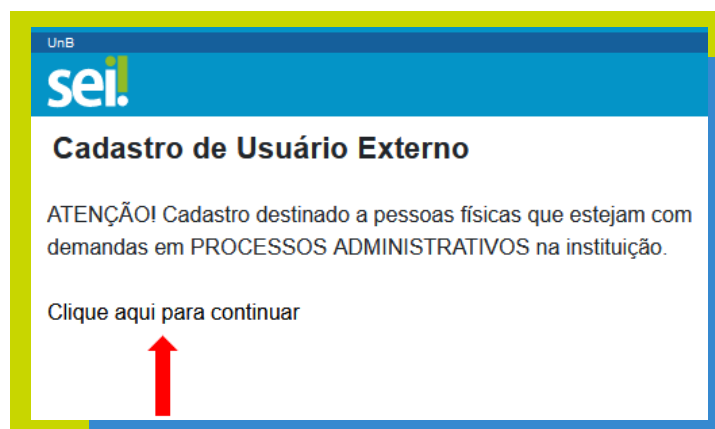 UnB
sei!
Cadastro de Usuário Externo
ATENÇÃO! Cadastro destinado a pessoas físicas que estejam com
demandas em PROCESSOS ADMINISTRATIVOS na instituição.
Clique aqui para continuar